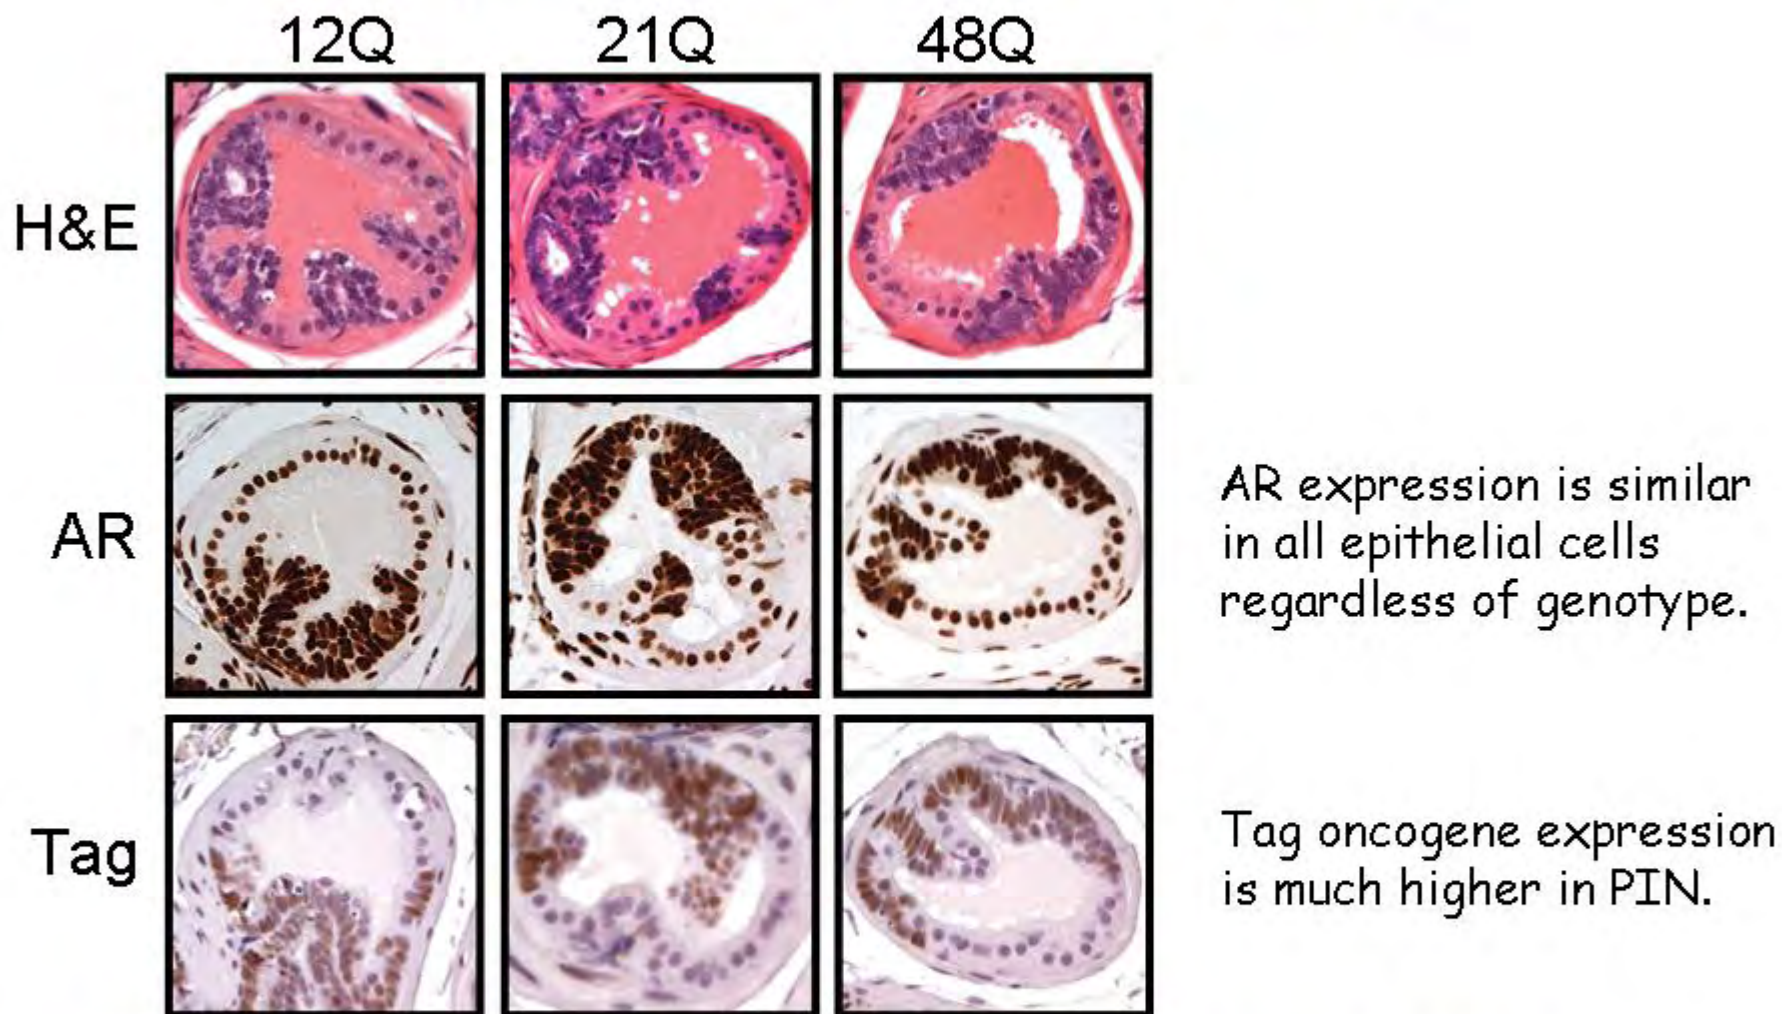 12Q 21Q 48Q
H&E
AR
AR expression is similar
in all epithelial cells
regardless of genotype.
Tag
Tag oncogene expression
is much higher in PIN.